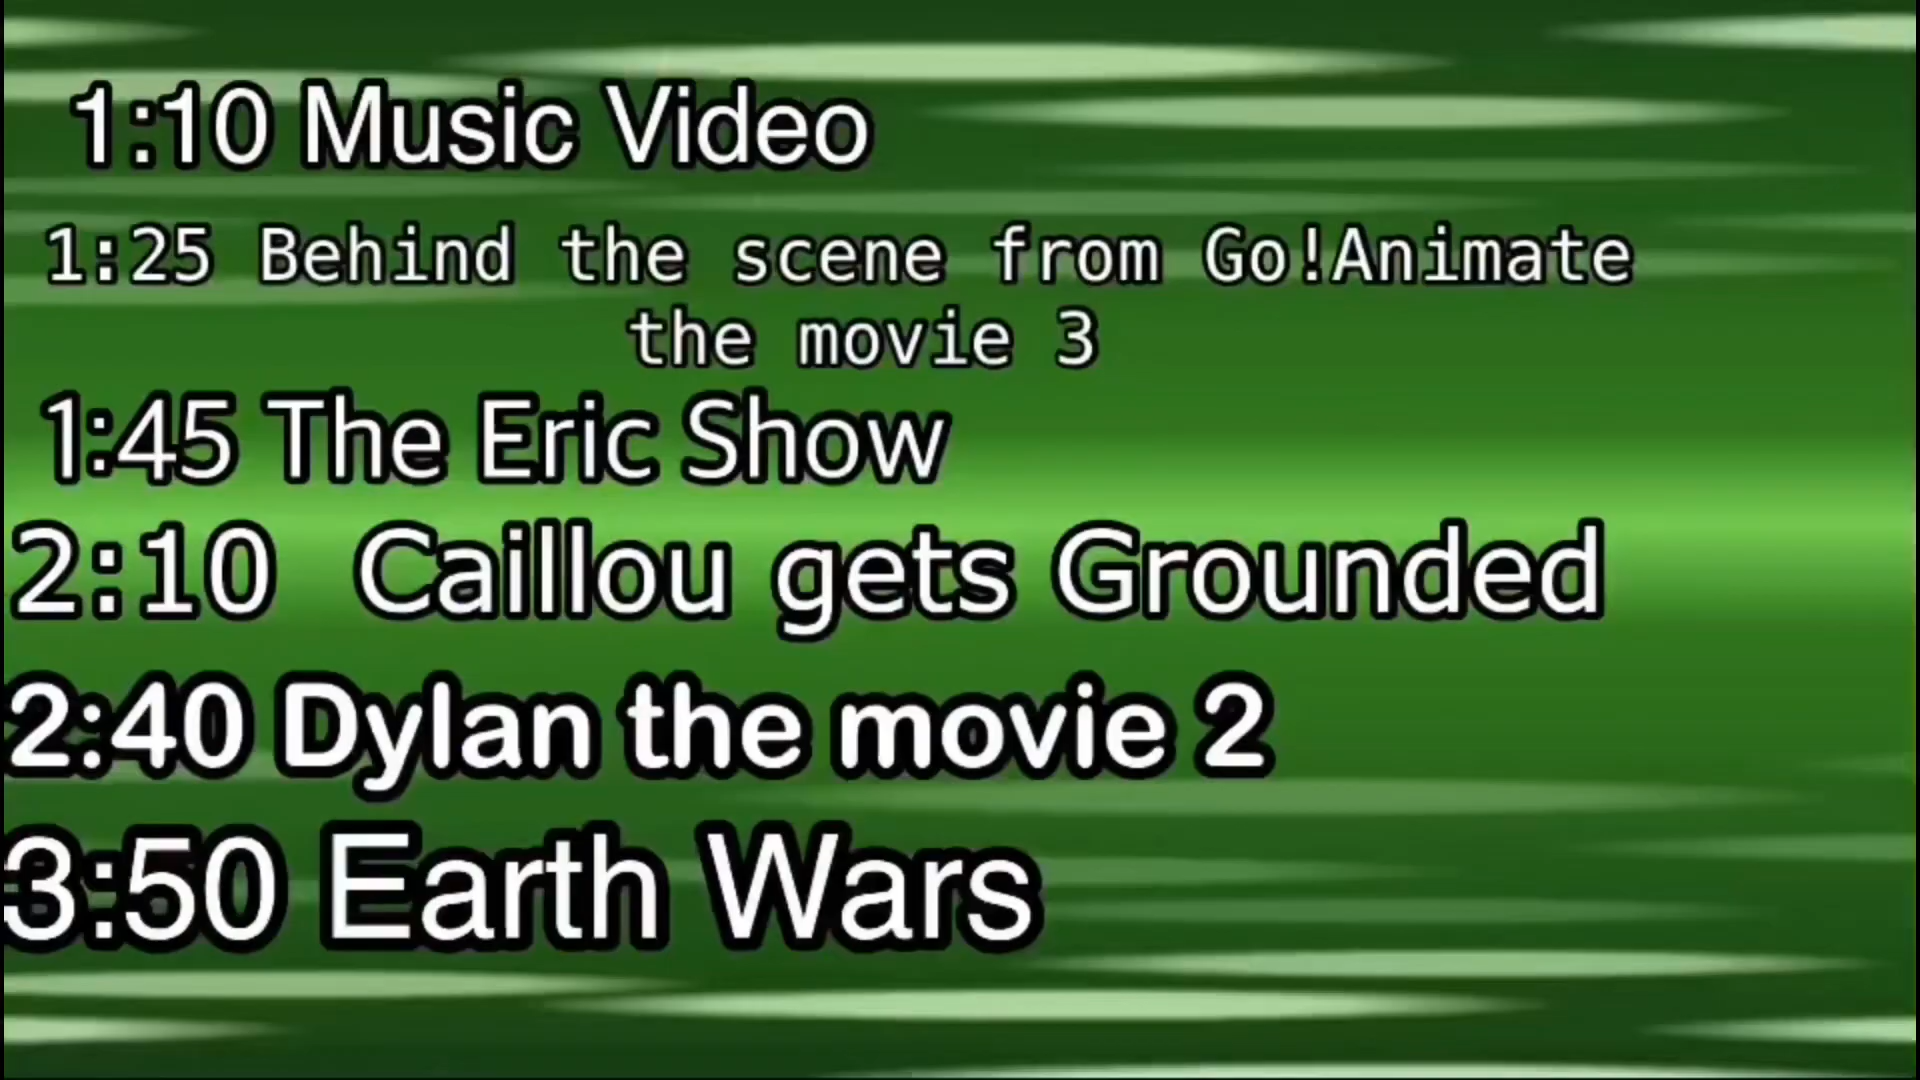 1:10 Music Video
1:25 Behind the scene from Go!Animate
the movie 3
1:45 The Eric Show
2:10 Caillou gets Grounded
2:40 Dylan the movie 2
3:50 Earth Wars